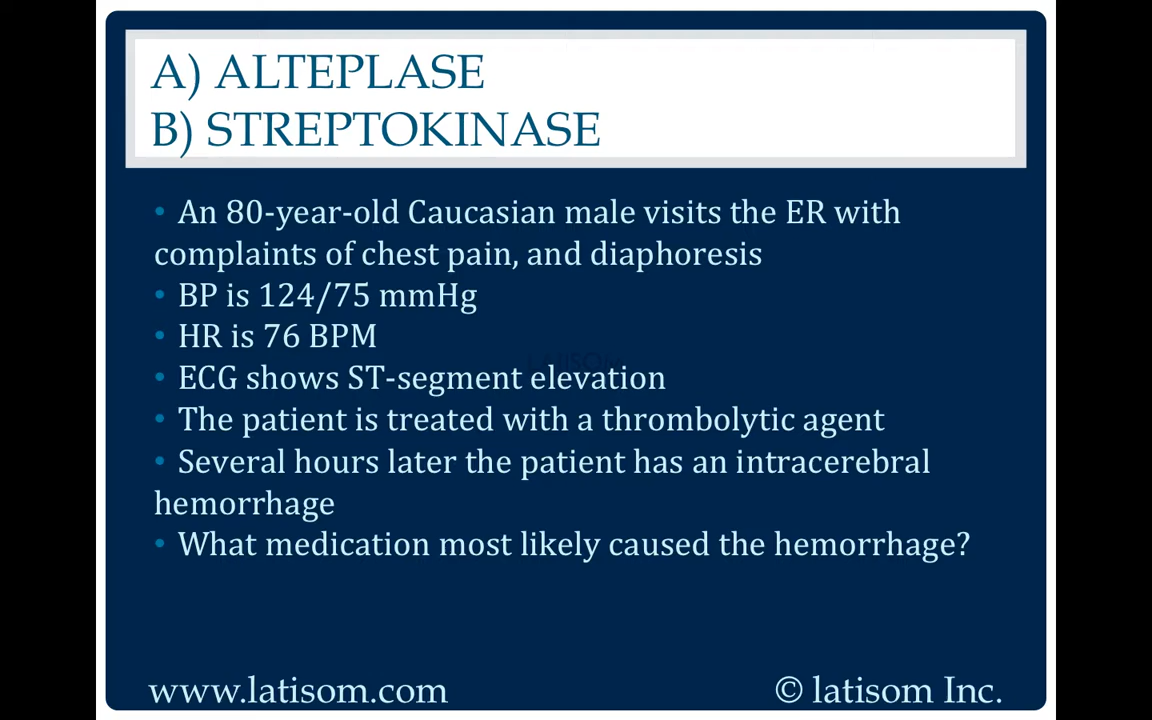 A) ALTEPLASE
B) STREPTOKINASE
• An 80-year-old Caucasian male visits the ER with
complaints of chest pain, and diaphoresis
• BP is 124/75 mmHg
• HR is 76 BPM
LATISOM
• ECG shows ST-segment elevation
• The patient is treated with a thrombolytic agent
• Several hours later the patient has an intracerebral
hemorrhage
• What medication most likely caused the hemorrhage?
www.latisom.com
© latisom Inc.